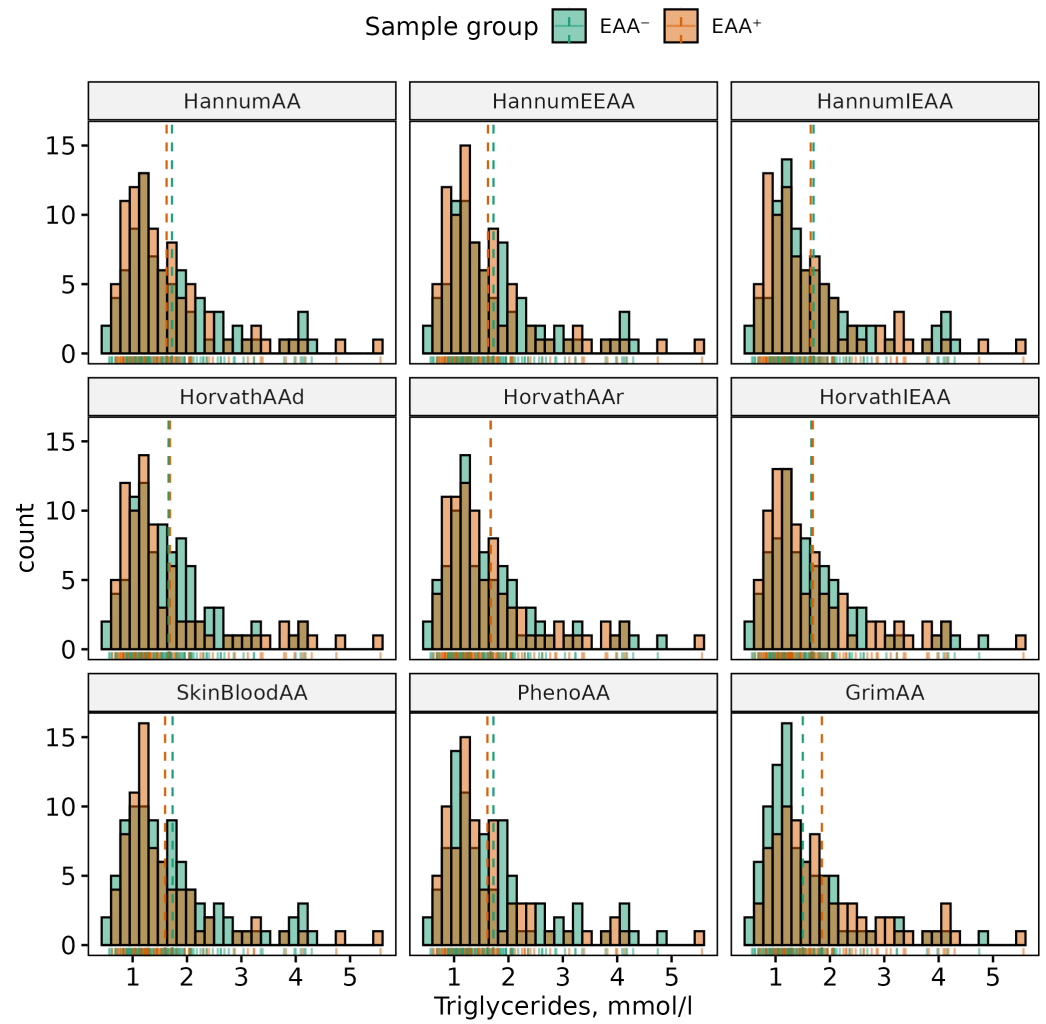 Sample group EAA⁻ EAA⁺
HannumAA HannumEEAA HannumIEAA
15
10
5
0
HorvathAAd HorvathAAr HorvathIEAA
15
10
5
0
count
SkinBloodAA PhenoAA GrimAA
15
10
5
0
1 2 3 4 5 1 2 3 4 5 1 2 3 4 5
Triglycerides, mmol/l